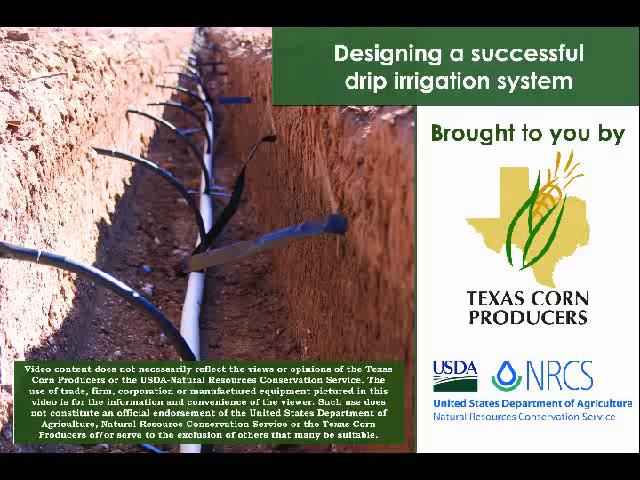 Designing a successful
drip irrigation system
Brought to you by
TEXAS CORN
PRODUCERS
USDA NRCS
United States Department of Agriculture
Natural Resources Conservation Service
Video content does not necessarily reflect the views or opinions of the Texas
Corn Producers or the USDA-Natural Resources Conservation Service. The
use of trade, firm, corporation or manufactured equipment pictured in this
video is for the information and convenience of the viewer. Such use does
not constitute an official endorsement of the United States Department of
Agriculture, Natural Resource Conservation Service or the Texas Corn
Producers off/or serve to the exclusion of others that many be suitable.